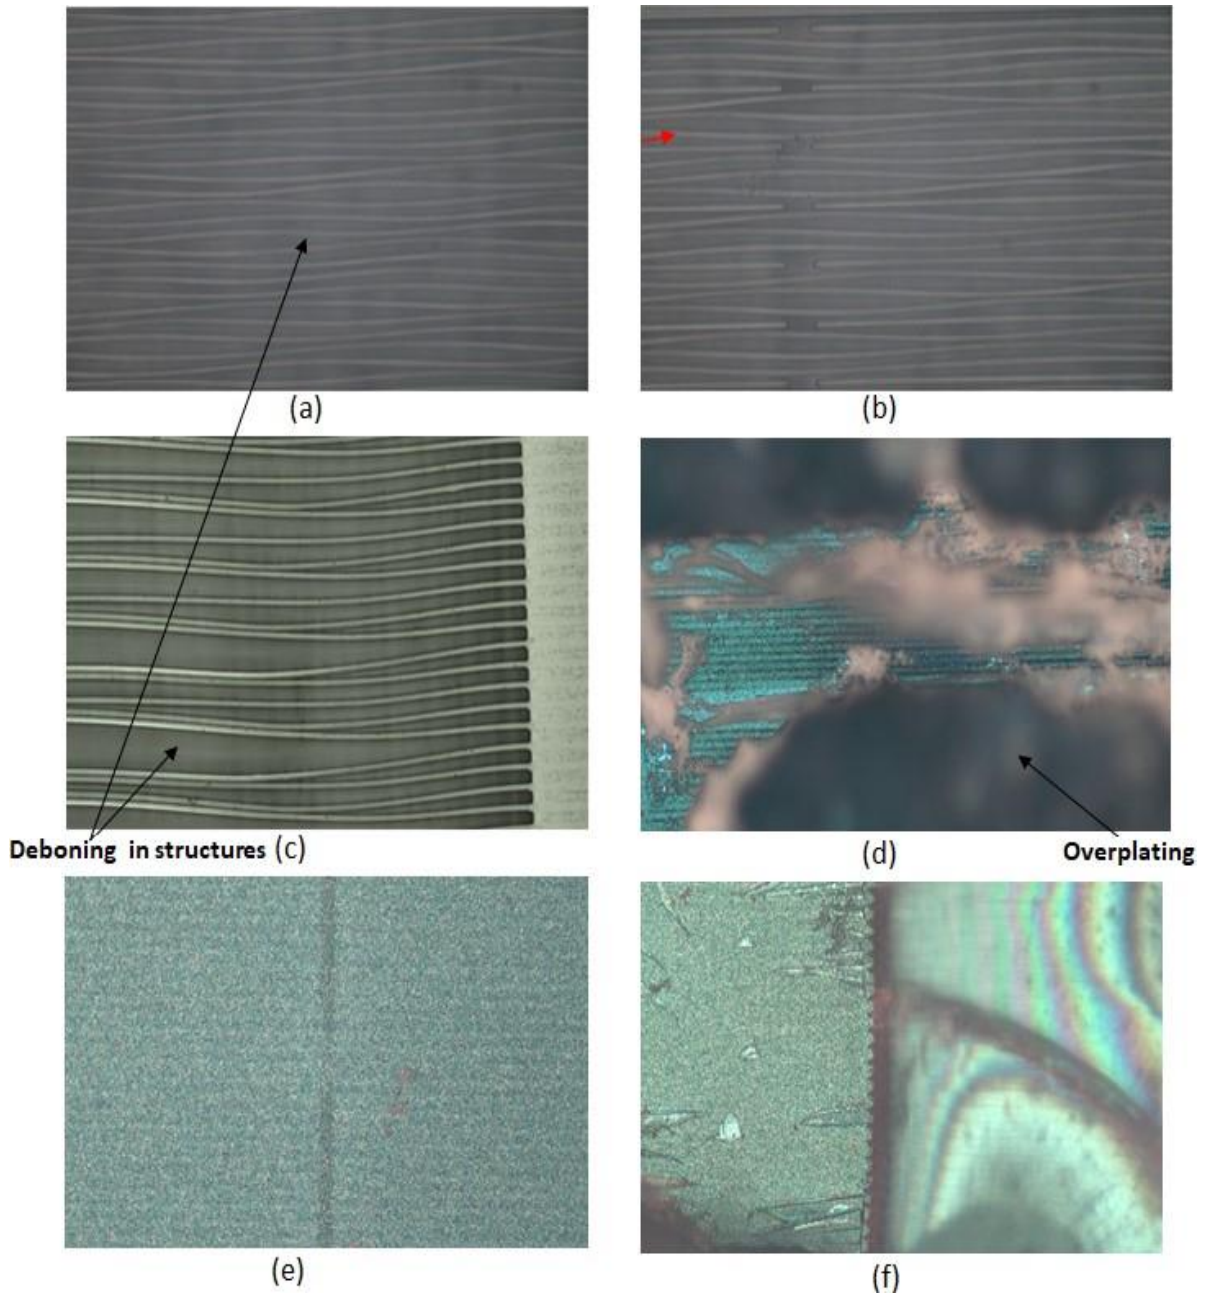 (a)
(b)
Deboning in structures (c)
(d)
Overplating
(e)
(f)